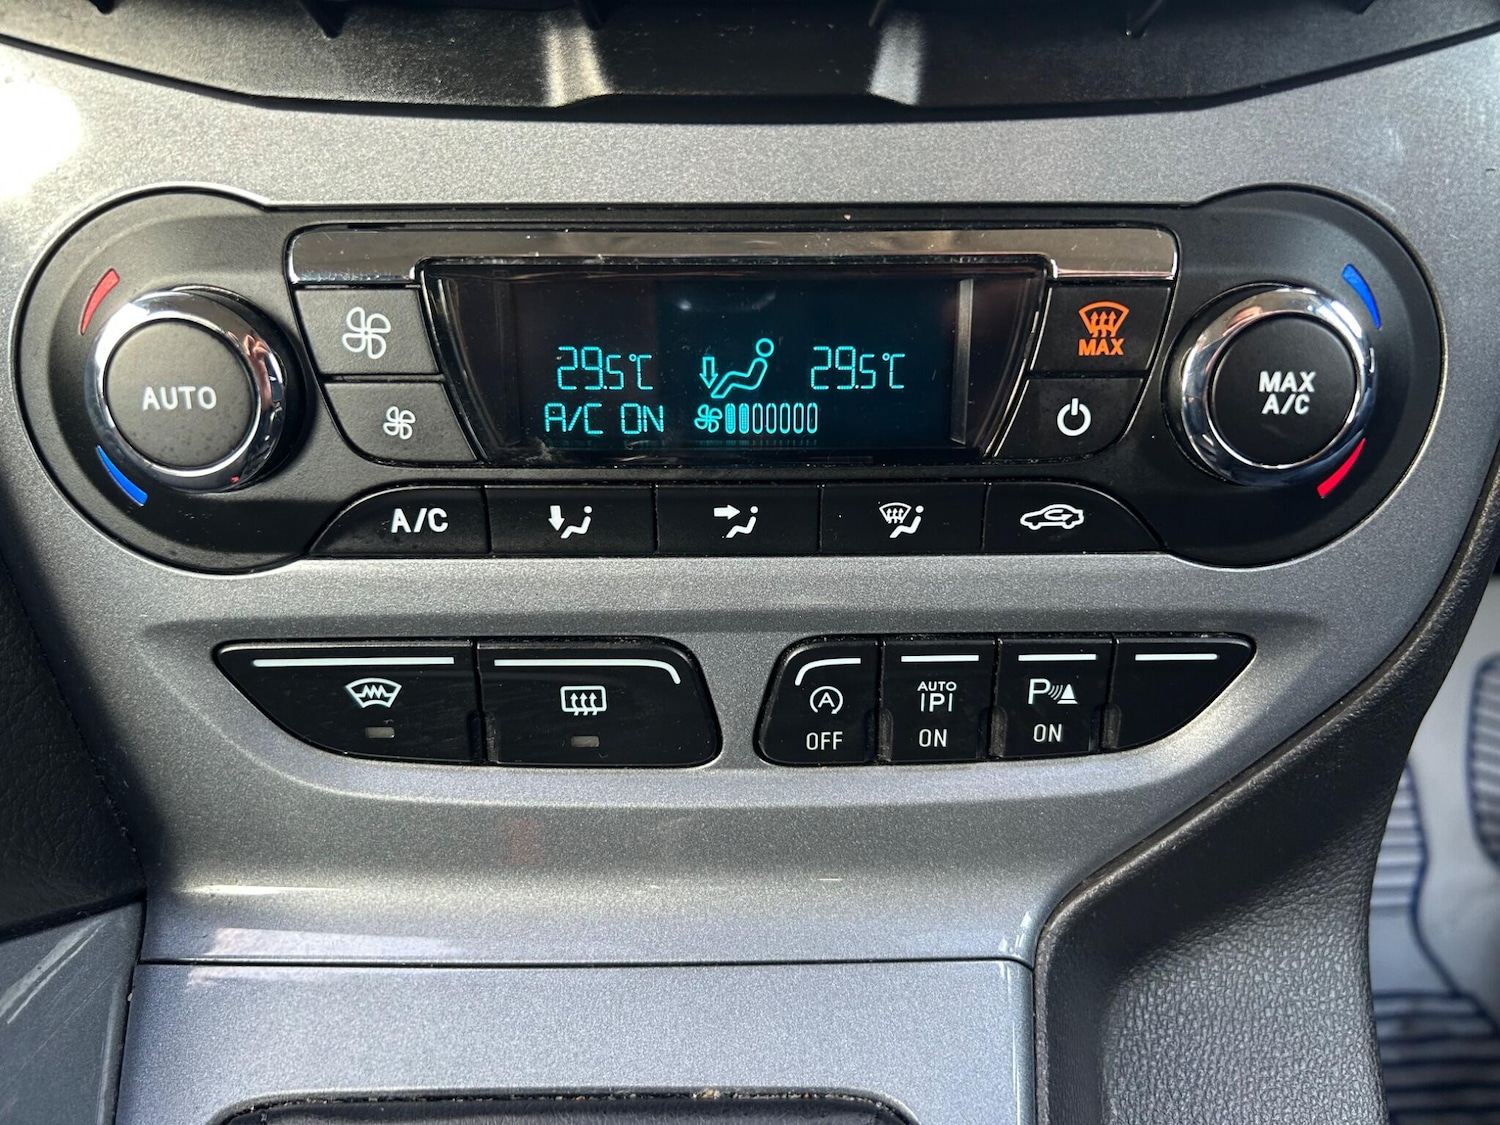 AUTO
29.5°C 29.5°C
A/C ON
MAX
MAX
A/C
A/C
A
OFF
AUTO
P
ON
P
ON